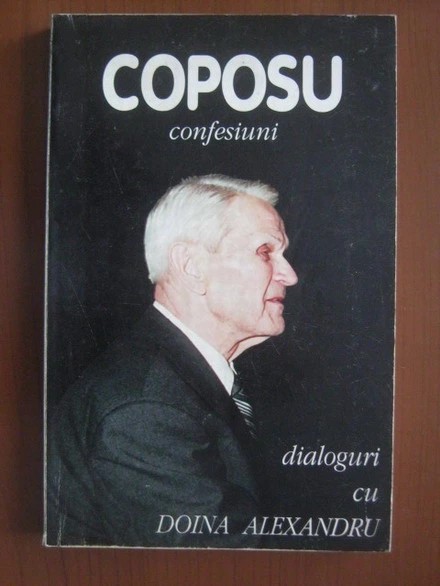 COPOSU
confesiuni
dialoguri
cu
DOINA ALEXANDRU